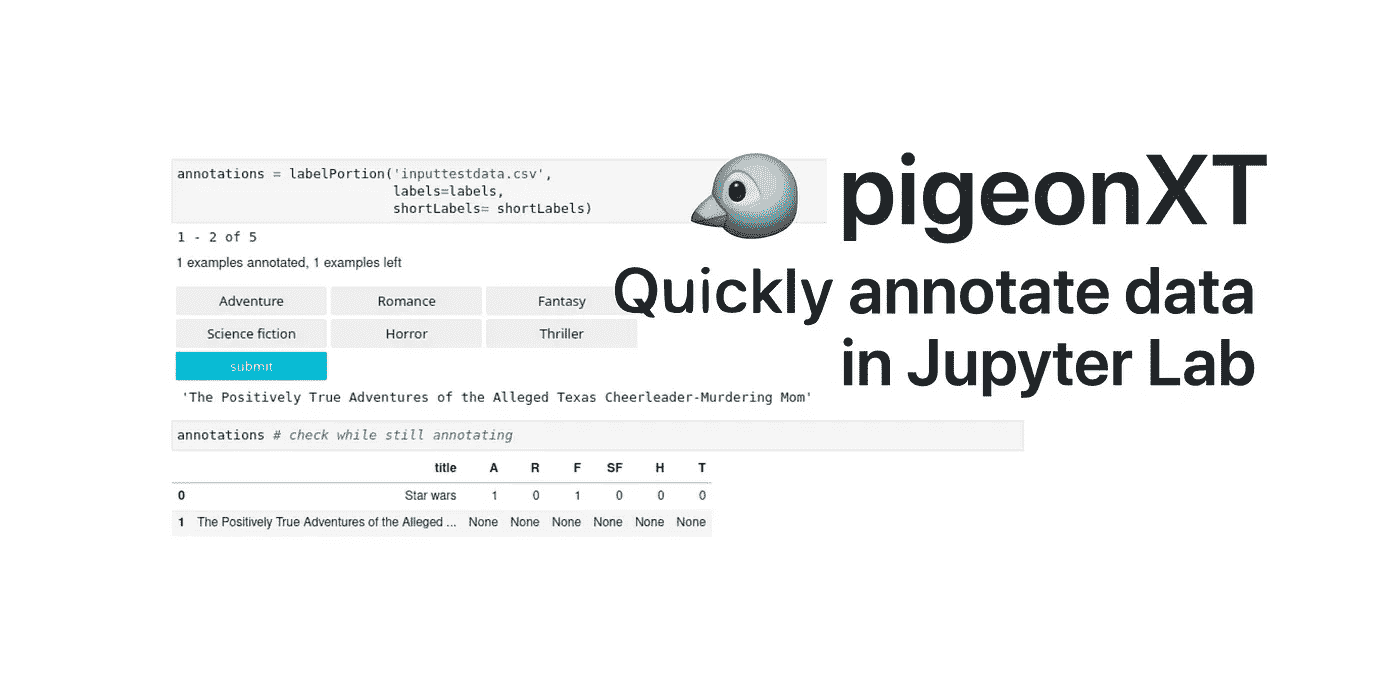 annotations = labelPortion('inputtestdata.csv',
labels=labels,
shortLabels= shortLabels)
pigeonXT
Quickly annotate data
in Jupyter Lab
1 - 2 of 5
1 examples annotated, 1 examples left
Adventure Romance Fantasy
Science fiction Horror Thriller
submit
'The Positively True Adventures of the Alleged Texas Cheerleader-Murdering Mom'
annotations # check while still annotating
title A R F SF H T
0 Star wars 1 0 1 0 0 0
1 The Positively True Adventures of the Alleged ... None None None None None None